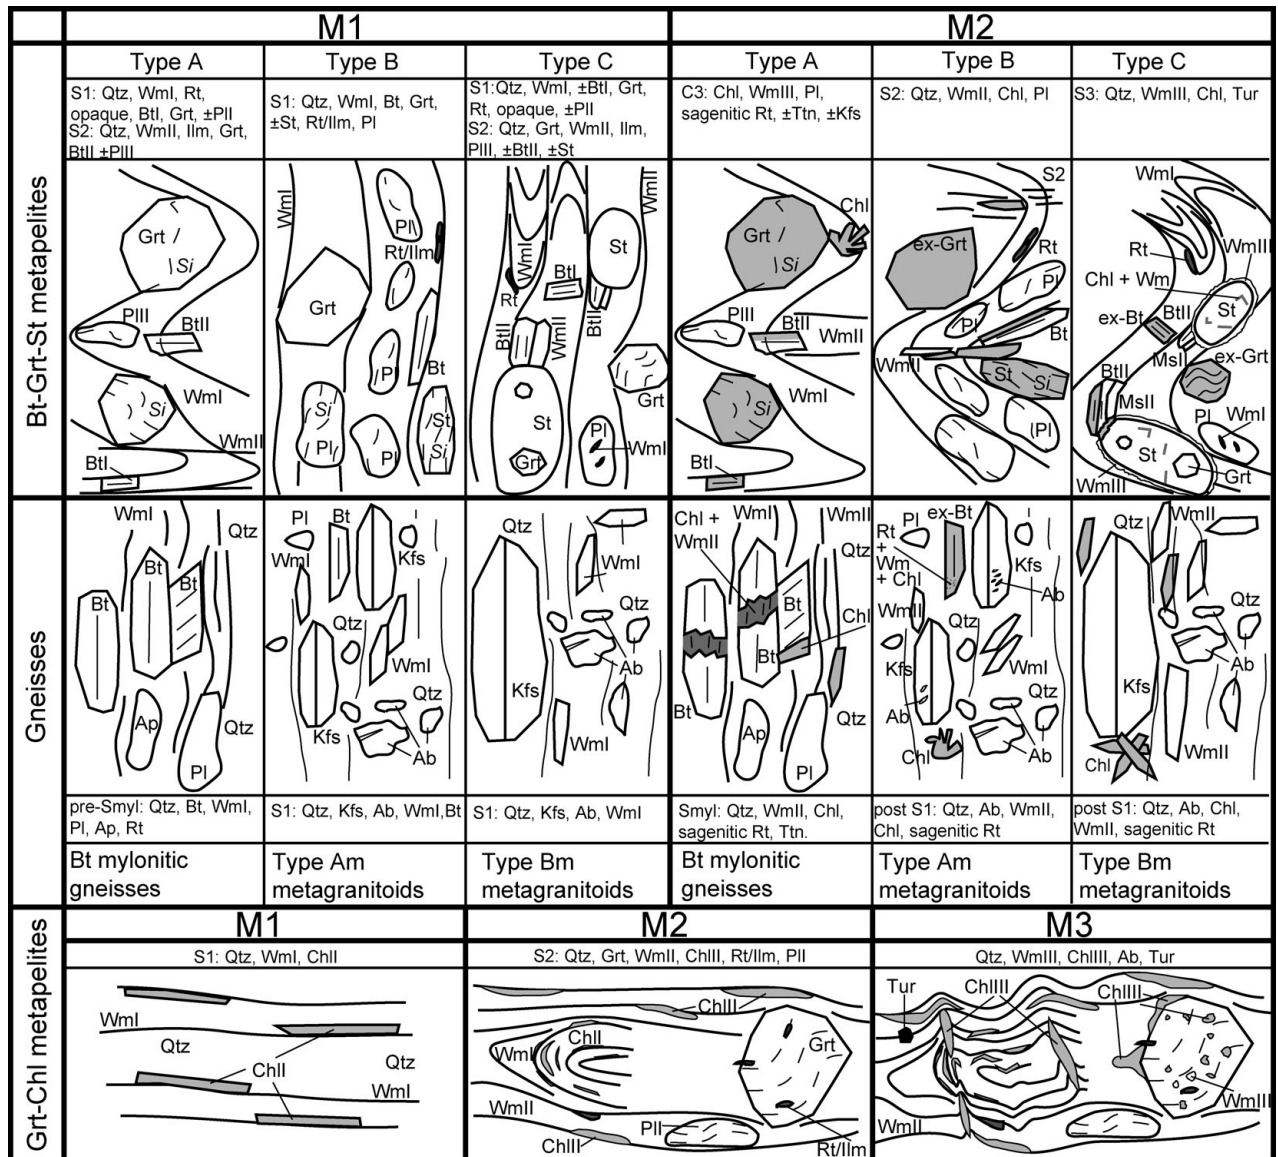 M1
M2
Bt-Grt-St metapelites
Type A
Type B
Type C
Type A
Type B
Type C
S1: Qtz, WmI, Rt,
opaque, BtI, Grt, ±PlI
S2: Qtz, WmII, Ilm, Grt,
BtII ±PlII
S1: Qtz, WmI, Bt, Grt,
±St, Rt/Ilm, Pl
S1:Qtz, WmI, ±BtI, Grt,
Rt, opaque, ±PlI
S2: Qtz, Grt, WmII, Ilm,
PlII, ±BtII, ±St
C3: Chl, WmIII, Pl,
sagenitic Rt, ±Ttn, ±Kfs
S2: Qtz, WmII, Chl, Pl
S3: Qtz, WmIII, Chl, Tur
Grt
Si
PlII
BtII
Si
WmI
WmII
BtI
WmI
Pl
Rt/Ilm
Grt
Pl
Bt
Si
Pl
Pl
St
Si
WmII
WmI
St
BtI
Rt
BtII
WmII
BtII
Grt
St
Pl
WmI
Grt
Chl
Grt
Si
PlII
BtII
WmII
Si
WmI
BtI
S2
ex-Grt
Rt
Pl
Pl
Bt
WmII
St
Si
Pl
WmI
Rt
WmIII
Chl + Wm
St
ex-Bt
BtII
MsII
ex-Grt
BtII
MsII
Pl
WmI
St
WmIII
Grt
Gneisses
WmI
Qtz
Bt
Bt
Bt
Ap
Qtz
Pl
Pl
Bt
WmI
Kfs
Qtz
WmI
Qtz
Kfs
Ab
Qtz
WmI
Qtz
Ab
Kfs
WmI
Chl +
WmII
WmI
WmII
Qtz
Bt
Chl
Bt
Bt
Ap
Qtz
Pl
Pl
ex-Bt
Rt
+
Wm
+ Chl
Kfs
Ab
WmII
Qtz
Kfs
WmI
Qtz
Ab
Chl
Ab
Qtz
WmII
Qtz
Ab
Kfs
Chl
WmII
pre-Smyl: Qtz, Bt, WmI,
Pl, Ap, Rt
S1: Qtz, Kfs, Ab, WmI,Bt
S1: Qtz, Kfs, Ab, WmI
Smyl: Qtz, WmII, Chl,
sagenitic Rt, Ttn.
post S1: Qtz, Ab, WmII,
Chl, sagenitic Rt
post S1: Qtz, Ab, Chl,
WmII, sagenitic Rt
Bt mylonitic
gneisses
Type Am
metagranitoids
Type Bm
metagranitoids
Bt mylonitic
gneisses
Type Am
metagranitoids
Type Bm
metagranitoids
Grt-Chl metapelites
M1
M2
M3
S1: Qtz, WmI, ChlI
S2: Qtz, Grt, WmII, ChlII, Rt/Ilm, PlI
Qtz, WmIII, ChlIII, Ab, Tur
WmI
Qtz
ChlI
Qtz
WmI
ChlII
ChlI
WmI
Grt
WmII
PlI
ChlII
Rt/Ilm
Tur
ChlIII
ChlIII
WmIII
WmII